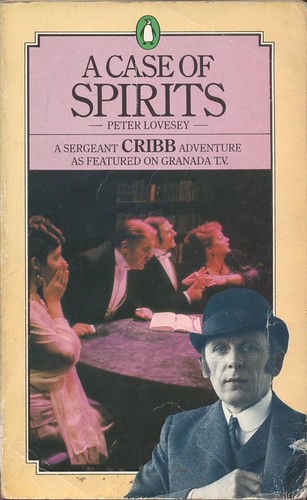 A CASE OF
SPIRITS
— PETER LOVESEY —
A SERGEANT CRIBB ADVENTURE
AS FEATURED ON GRANADA T.V.